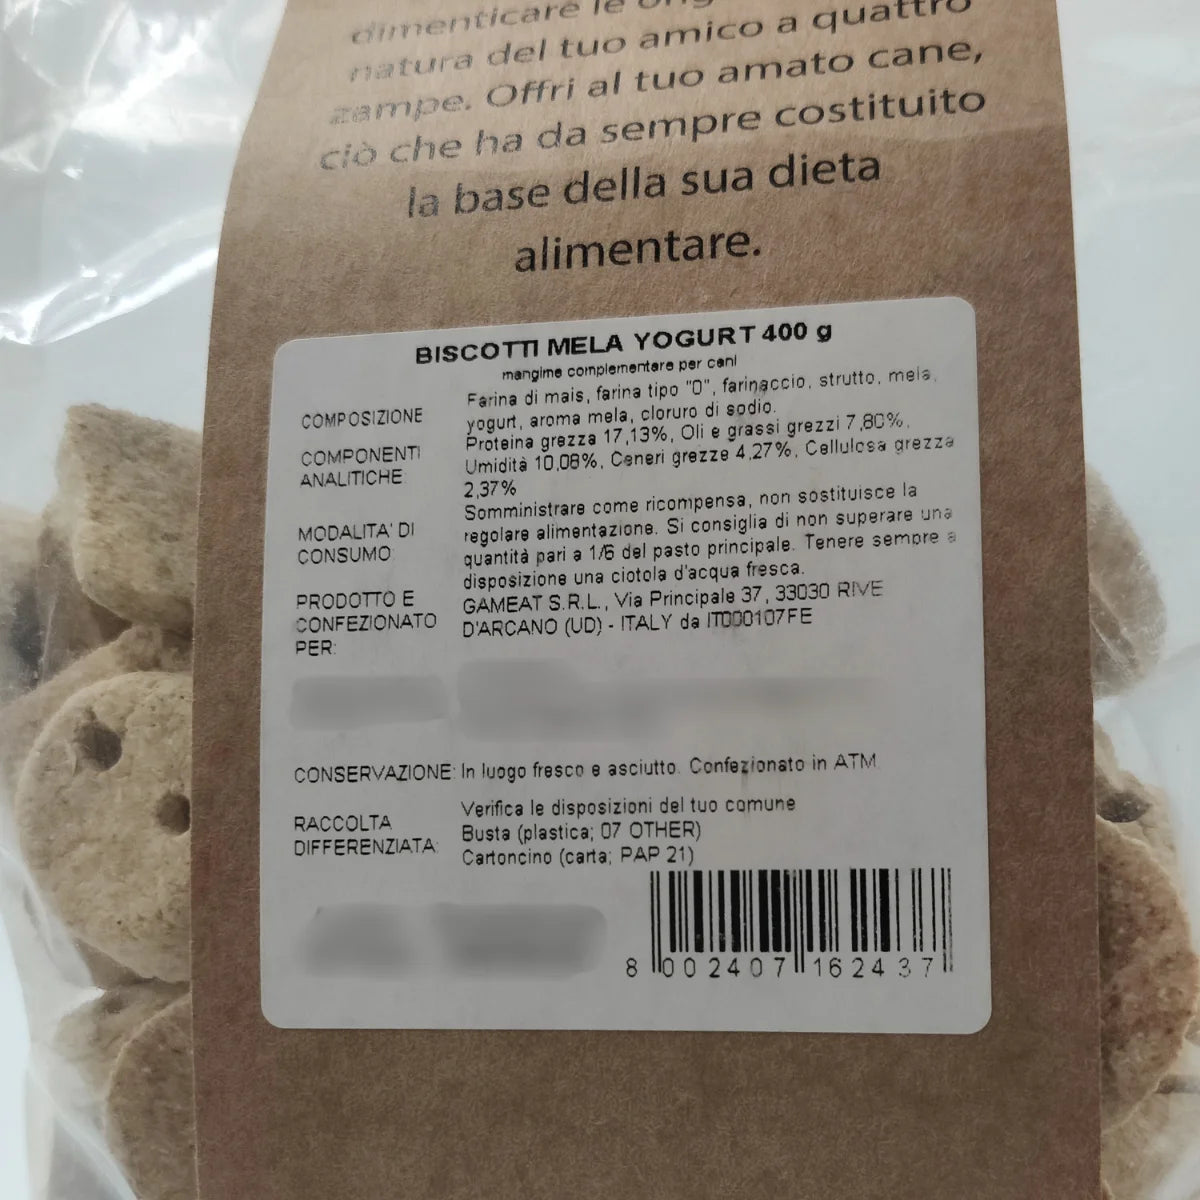 dimenticare le
natura del tuo amico a quattro
zampe. Offri al tuo amato cane,
ciò che ha da sempre costituito
la base della sua dieta
alimentare.
BISCOTTI MELA YOGURT 400 g
mangime complementare per cani
COMPOSIZIONE
Farina di mais, farina tipo "0", farinaccio, strutto, mela,
yogurt, aroma mela, cloruro di sodio.
COMPONENTI
ANALITICHE
Proteina grezza 17,13%, Oli e grassi grezzi 7,80%,
Umidità 10,08%, Ceneri grezze 4,27%, Cellulosa grezza
2,37%
MODALITA' DI
CONSUMO:
Somministrare come ricompensa, non sostituisce la
regolare alimentazione. Si consiglia di non superare una
quantità pari a 1/6 del pasto principale. Tenere sempre a
disposizione una ciotola d'acqua fresca.
PRODOTTO E
CONFEZIONATO
PER:
GAMEAT S.R.L., Via Principale 37, 33030 RIVE
D'ARCANO (UD) - ITALY da IT000107FE
CONSERVAZIONE: In luogo fresco e asciutto. Confezionato in ATM.
RACCOLTA
DIFFERENZIATA:
Verifica le disposizioni del tuo comune
Busta (plastica; 07 OTHER)
Cartoncino (carta; PAP 21)
8 002407 162437